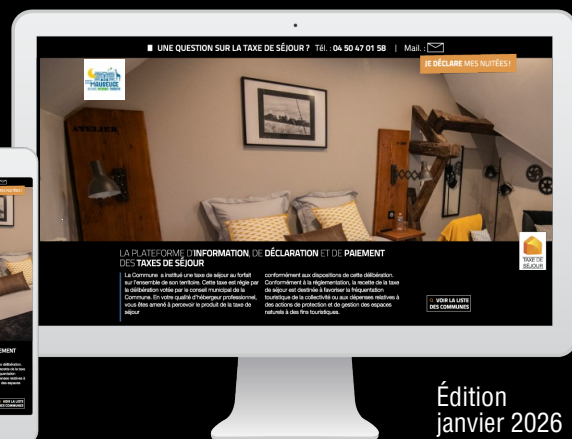 UNE QUESTION SUR LA TAXE DE SÉJOUR ? Tél. : 04 50 47 01 58 | Mail. :
JE DÉCLARE MES NUITÉES !
MAUBEUGE
ATELIER
LA PLATEFORME D'INFORMATION, DE DÉCLARATION ET DE PAIEMENT
DES TAXES DE SÉJOUR
La Commune a institué une taxe de séjour au forfait
sur l'ensemble de son territoire. Cette taxe est régie par
la délibération votée par le conseil municipal de la
Commune. En votre qualité d'hébergeur professionnel,
vous êtes amené à percevoir le produit de la taxe de
séjour
conformément aux dispositions de cette délibération.
Conformément à la réglementation, la recette de la taxe
de séjour est destinée à favoriser la fréquentation
touristique de la collectivité ou aux dépenses relatives à
des actions de protection et de gestion des espaces
naturels à des fins touristiques.
TAXE DE
SÉJOUR
VOIR LA LISTE
DES COMMUNES
Édition
janvier 2026